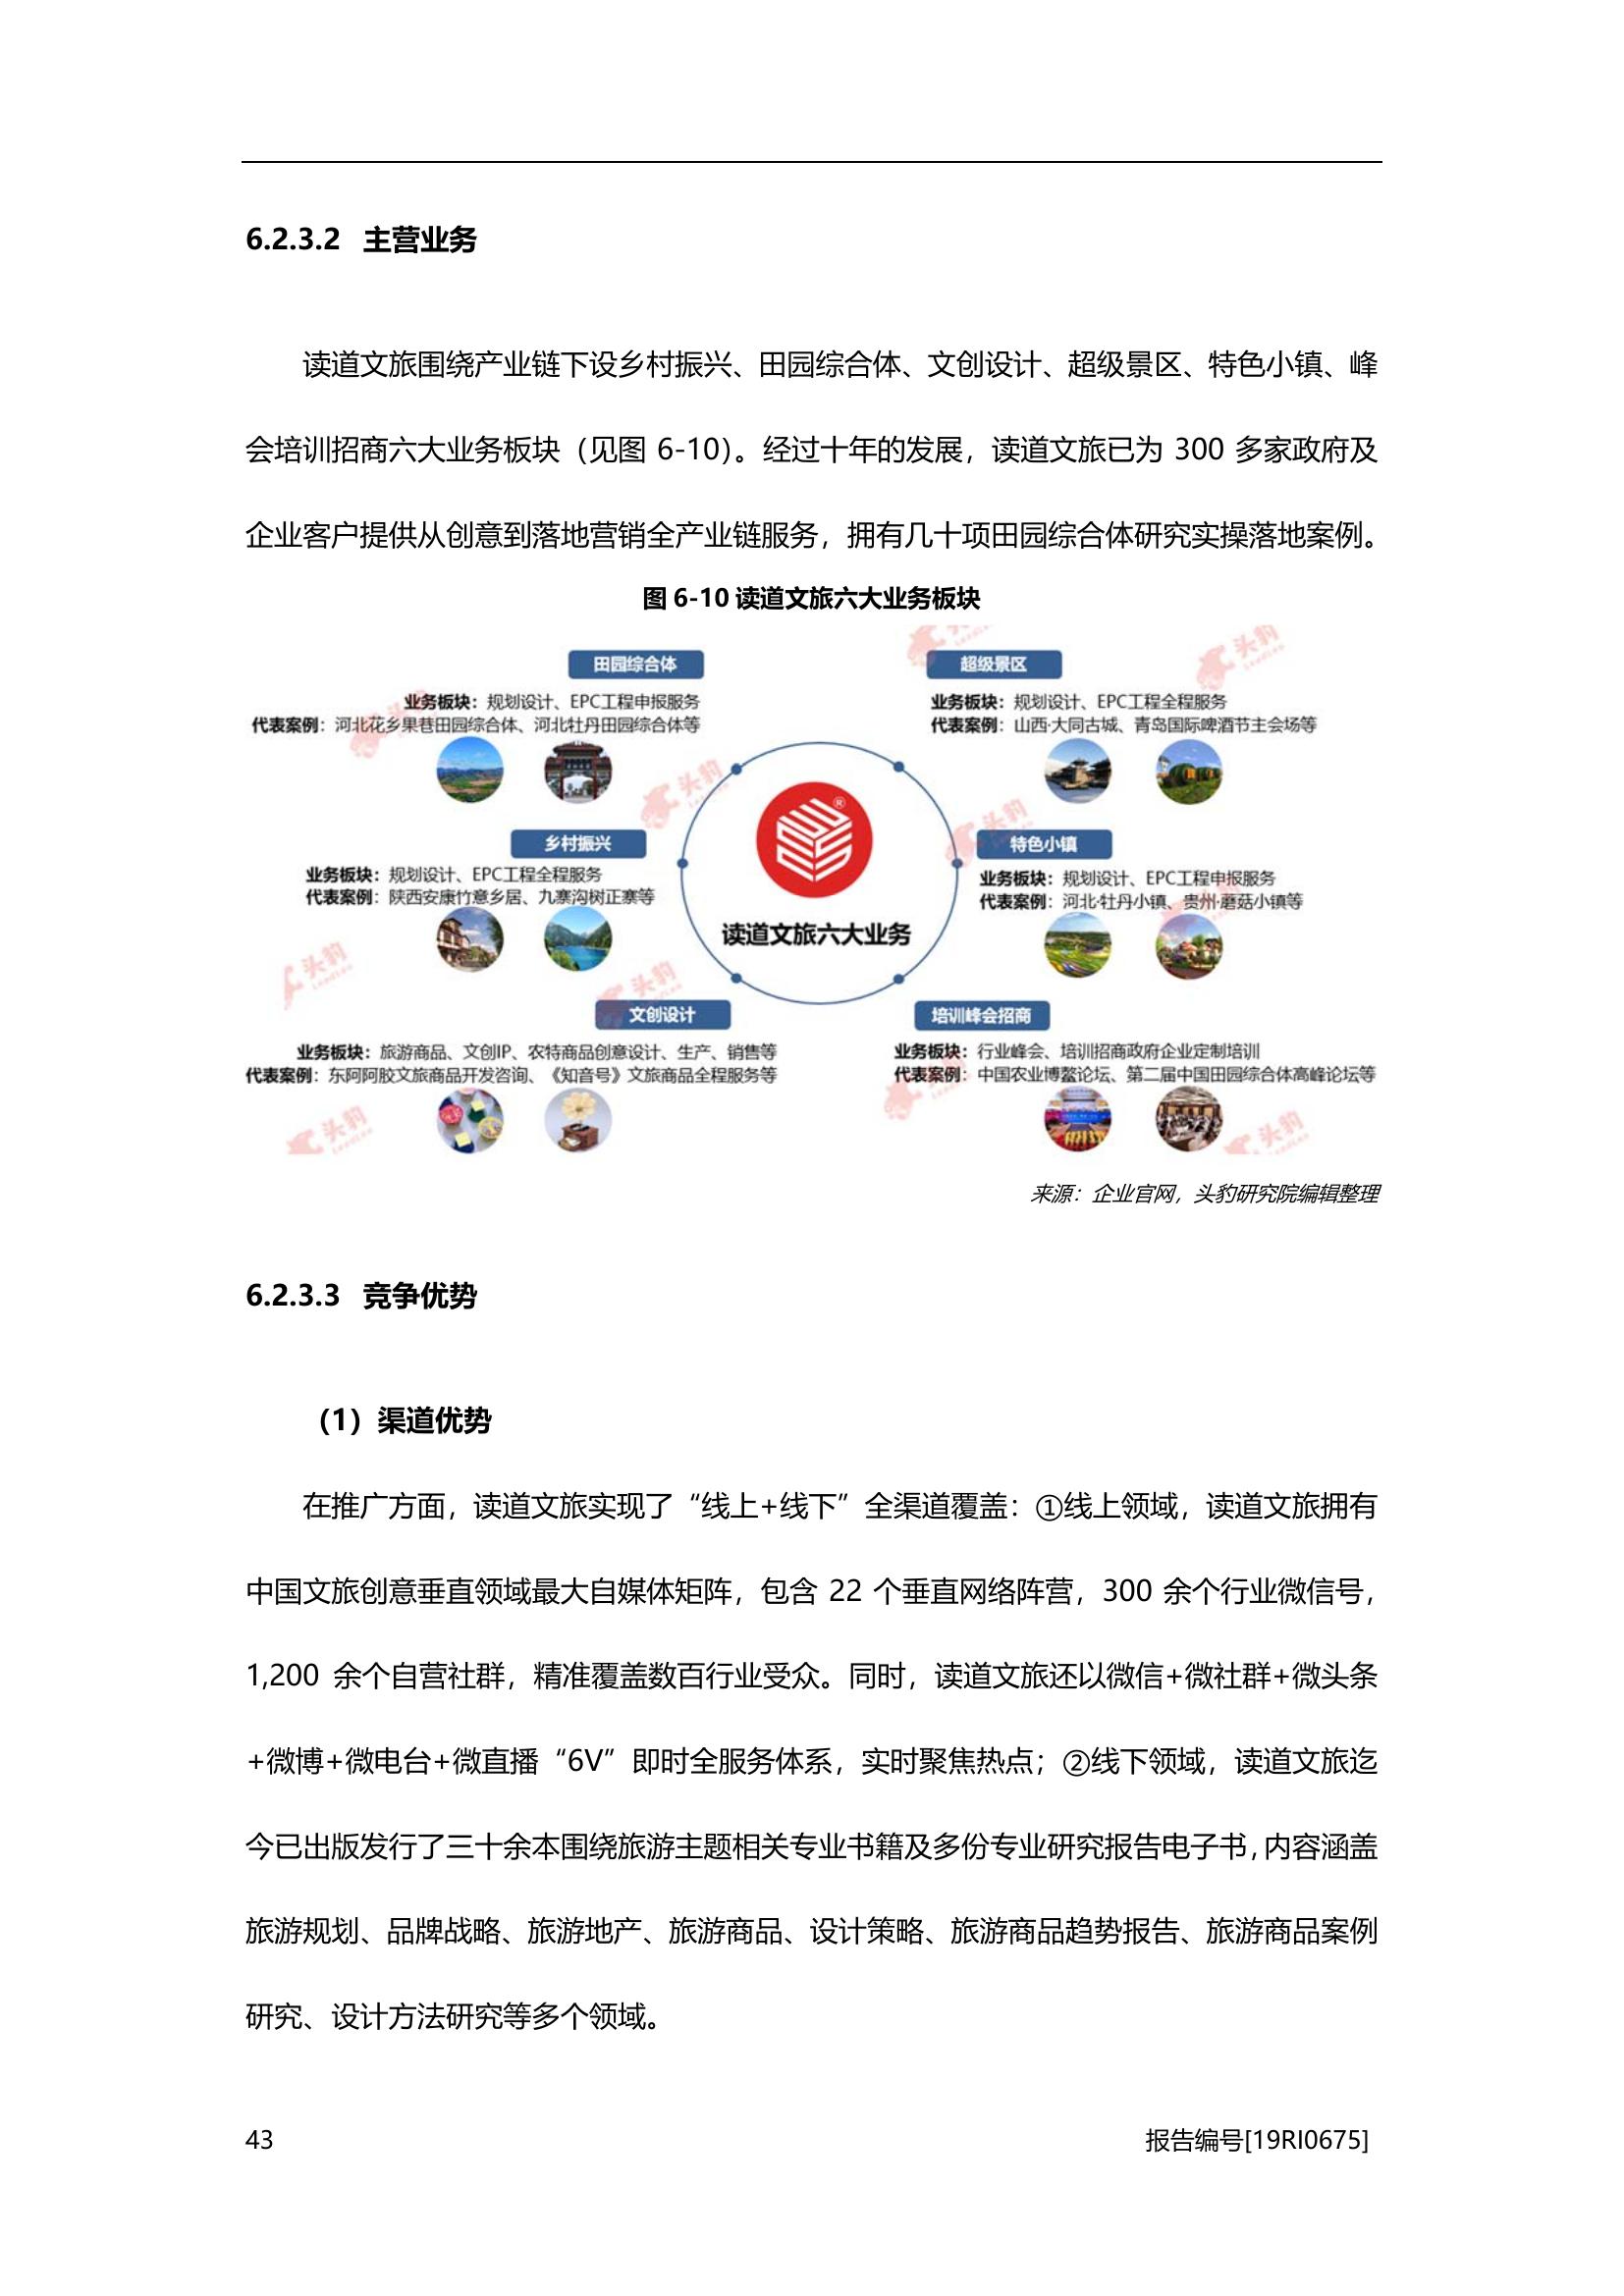 6.2.3.2 主营业务
读道文旅围绕产业链下设乡村振兴、田园综合体、文创设计、超级景区、特色小镇、峰
会培训招商六大业务板块（见图 6-10）。经过十年的发展，读道文旅已为 300 多家政府及
企业客户提供从创意到落地营销全产业链服务，拥有几十项田园综合体研究实操落地案例。
图 6-10 读道文旅六大业务板块
田园综合体
业务板块：规划设计、EPC工程申报服务
代表案例：河北花乡果巷田园综合体、河北牡丹田园综合体等
超级景区
业务板块：规划设计、EPC工程全程服务
代表案例：山西·大同古城、青岛国际啤酒节主会场等
乡村振兴
业务板块：规划设计、EPC工程全程服务
代表案例：陕西安康竹意乡居、九寨沟树正寨等
®
读道文旅六大业务
特色小镇
业务板块：规划设计、EPC工程申报服务
代表案例：河北·牡丹小镇、贵州·蘑菇小镇等
文创设计
业务板块：旅游商品、文创IP、农特商品创意设计、生产、销售等
代表案例：东阿阿胶文旅商品开发咨询、《知音号》文旅商品全程服务等
培训峰会招商
业务板块：行业峰会、培训招商政府企业定制培训
代表案例：中国农业博鳌论坛、第二届中国田园综合体高峰论坛等
头豹
来源：企业官网，头豹研究院编辑整理
6.2.3.3 竞争优势
（1）渠道优势
在推广方面，读道文旅实现了“线上+线下”全渠道覆盖：①线上领域，读道文旅拥有
中国文旅创意垂直领域最大自媒体矩阵，包含 22 个垂直网络阵营，300 余个行业微信号，
1,200 余个自营社群，精准覆盖数百行业受众。同时，读道文旅还以微信+微社群+微头条
+微博+微电台+微直播“6V”即时全服务体系，实时聚焦热点；②线下领域，读道文旅迄
今已出版发行了三十余本围绕旅游主题相关专业书籍及多份专业研究报告电子书，内容涵盖
旅游规划、品牌战略、旅游地产、旅游商品、设计策略、旅游商品趋势报告、旅游商品案例
研究、设计方法研究等多个领域。
43
报告编号[19RI0675]